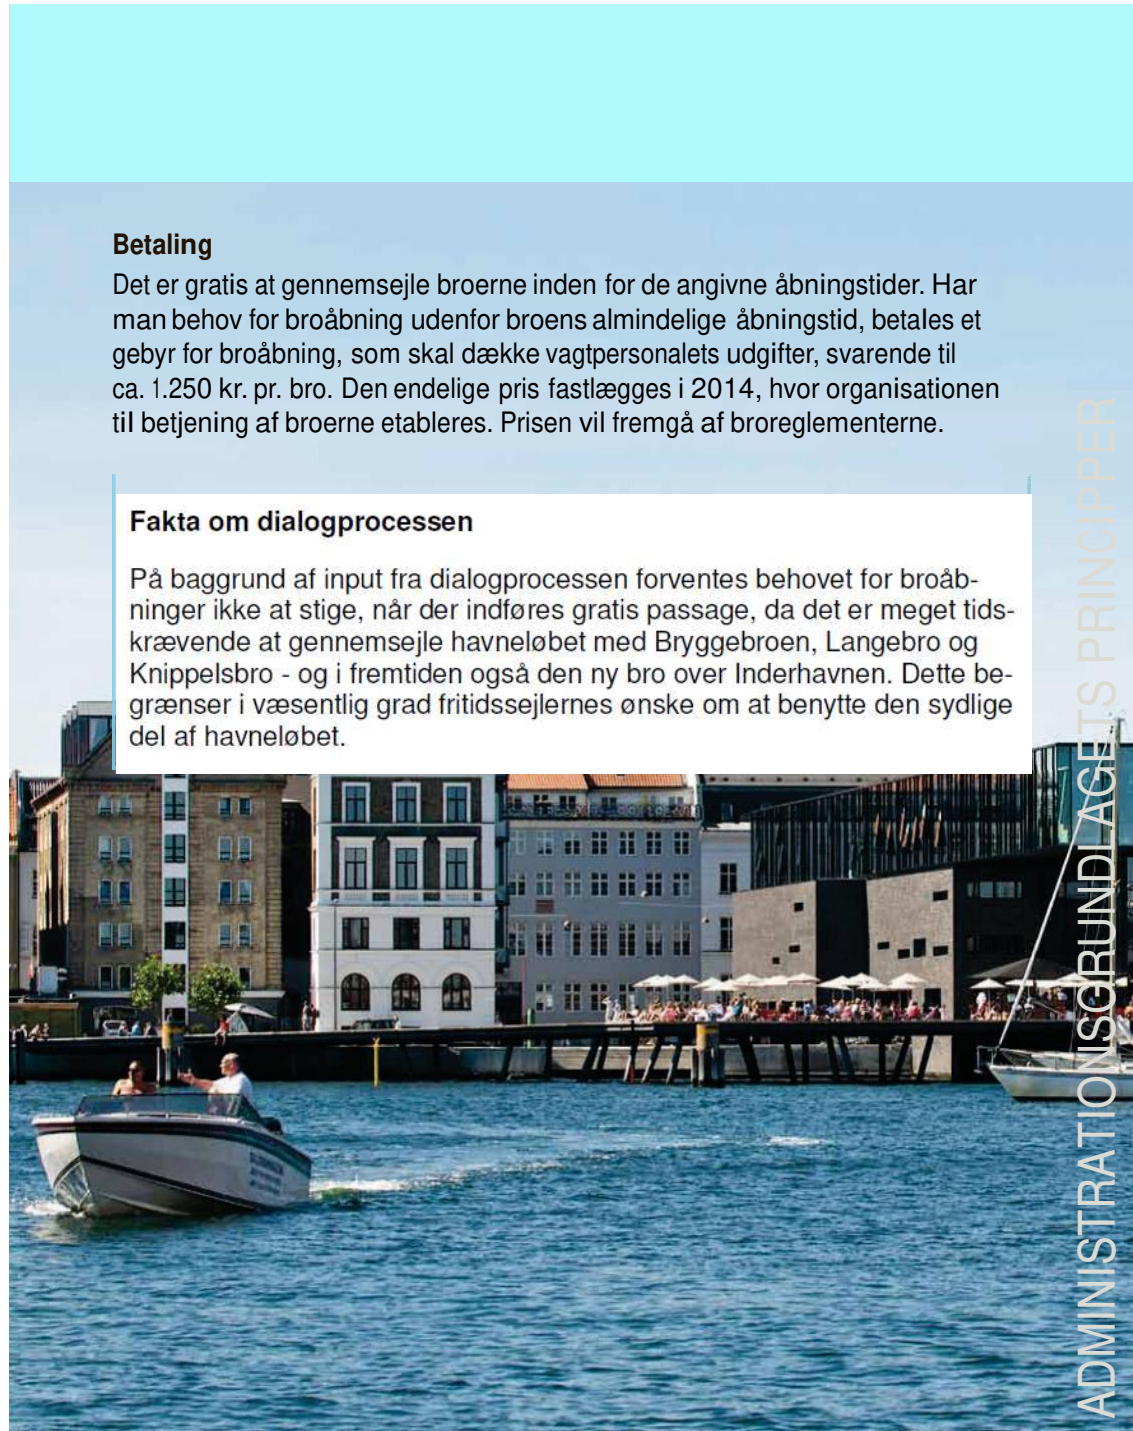 Betaling
Det er gratis at gennemsejle broerne inden for de angivne åbningstider. Har
man behov for broåbning udenfor broens almindelige åbningstid, betales et
gebyr for broåbning, som skal dække vagtpersonalets udgifter, svarende til
ca. 1.250 kr. pr. bro. Den endelige pris fastlægges i 2014, hvor organisationen
til betjening af broerne etableres. Prisen vil fremgå af broreglementerne.
Fakta om dialogprocessen
På baggrund af input fra dialogprocessen forventes behovet for broåb-
ninger ikke at stige, når der indføres gratis passage, da det er meget tids-
krævende at gennemsejle havneløbet med Bryggebroen, Langebro og
Knippelsbro - og i fremtiden også den ny bro over Inderhavnen. Dette be-
grænser i væsentlig grad fritidssejlernes ønske om at benytte den sydlige
del af havneløbet.
ADMINISTRATIONSGRUNDLAGETS PRINCIPPER